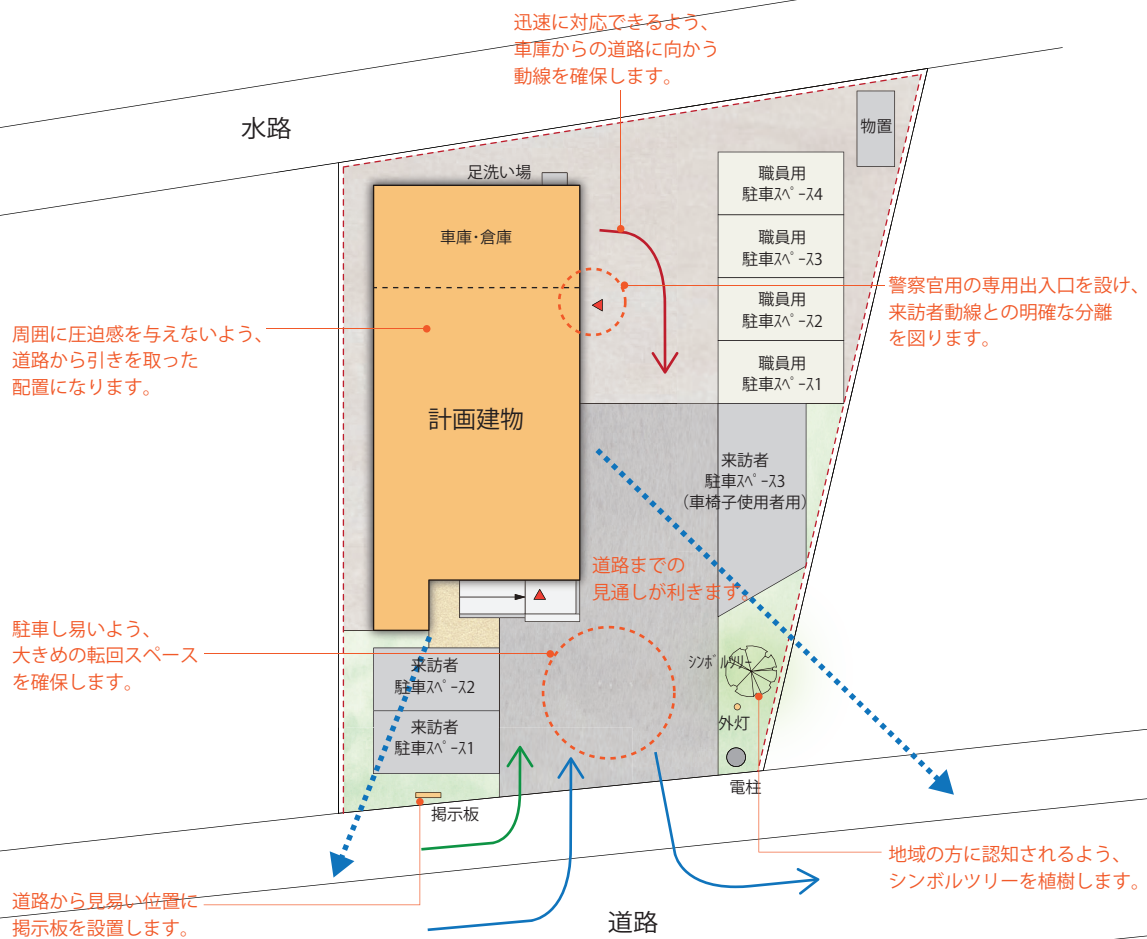 迅速に対応できるよう、
車庫からの道路に向かう
動線を確保します。
水路
物置
足洗い場
職員用
駐車ｽﾍﾟｰｽ4
車庫・倉庫
職員用
駐車ｽﾍﾟｰｽ3
警察官用の専用出入口を設け、
来訪者動線との明確な分離
を図ります。
職員用
駐車ｽﾍﾟｰｽ2
周囲に圧迫感を与えないよう、
道路から引きを取った
配置になります。
職員用
駐車ｽﾍﾟｰｽ1
計画建物
来訪者
駐車ｽﾍﾟｰｽ3
（車椅子使用者用）
道路までの
見通しが利きます。
駐車し易いよう、
大きめの転回スペース
を確保します。
来訪者
駐車ｽﾍﾟｰｽ2
ｼﾝﾎﾞﾙﾂﾘｰ
来訪者
駐車ｽﾍﾟｰｽ1
外灯
電柱
掲示板
地域の方に認知されるよう、
シンボルツリーを植樹します。
道路から見易い位置に
掲示板を設置します。
道路